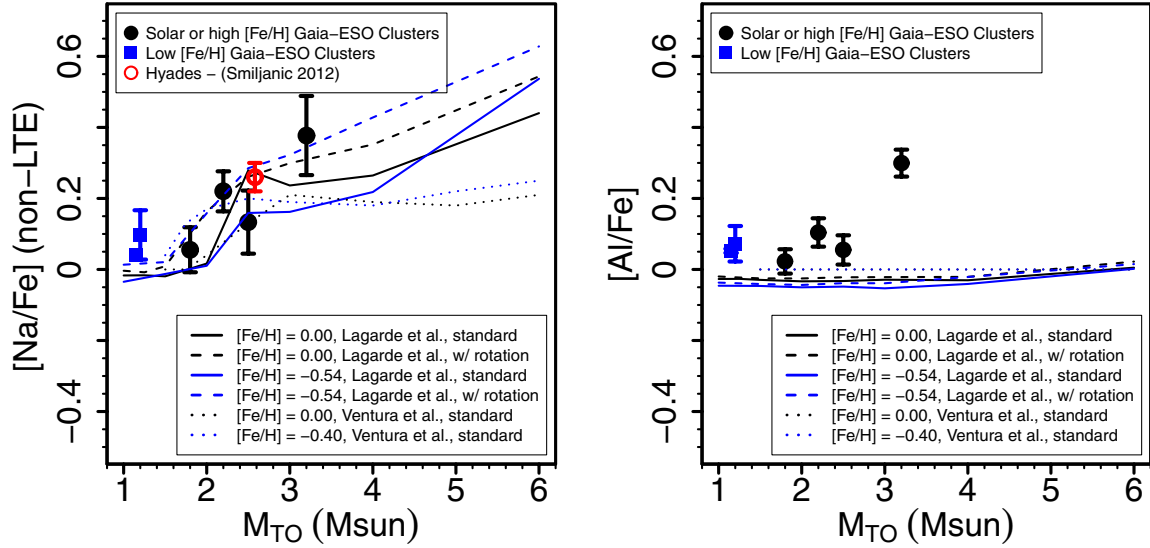 [Na/Fe] (non−LTE)
0.6
0.2
0
−0.4
Solar or high [Fe/H] Gaia−ESO Clusters
Low [Fe/H] Gaia−ESO Clusters
Hyades − (Smiljanic 2012)
[Fe/H] = 0.00, Lagarde et al., standard
[Fe/H] = 0.00, Lagarde et al., w/ rotation
[Fe/H] = −0.54, Lagarde et al., standard
[Fe/H] = −0.54, Lagarde et al., w/ rotation
[Fe/H] = 0.00, Ventura et al., standard
[Fe/H] = −0.40, Ventura et al., standard
1 2 3 4 5 6
M_TO (Msun)
[Al/Fe]
0.6
0.2
0
−0.4
Solar or high [Fe/H] Gaia−ESO Clusters
Low [Fe/H] Gaia−ESO Clusters
[Fe/H] = 0.00, Lagarde et al., standard
[Fe/H] = 0.00, Lagarde et al., w/ rotation
[Fe/H] = −0.54, Lagarde et al., standard
[Fe/H] = −0.54, Lagarde et al., w/ rotation
[Fe/H] = 0.00, Ventura et al., standard
[Fe/H] = −0.40, Ventura et al., standard
1 2 3 4 5 6
M_TO (Msun)